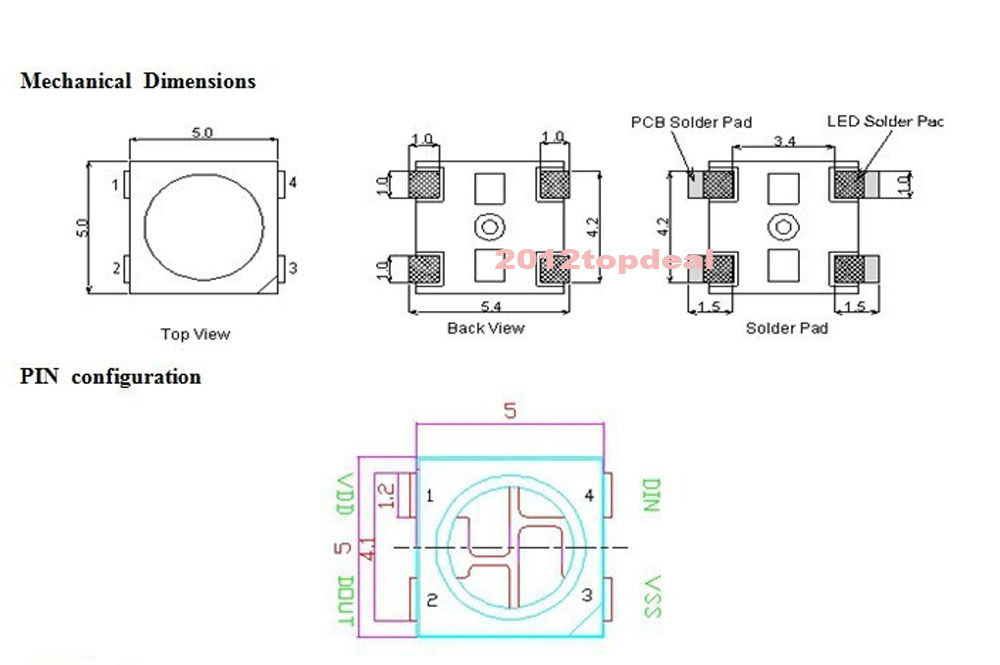 Mechanical Dimensions
5.0
5.0
1
4
2
3
Top View
1.0
1.0
1.0
1.0
4.2
5.4
Back View
PCB Solder Pad
LED Solder Pad
3.4
1.0
4.2
1.5
1.5
Solder Pad
2012topdeal
PIN configuration
5
VDD
DIN
1
4
1.2
5
4.1
DOUT
VSS
2
3